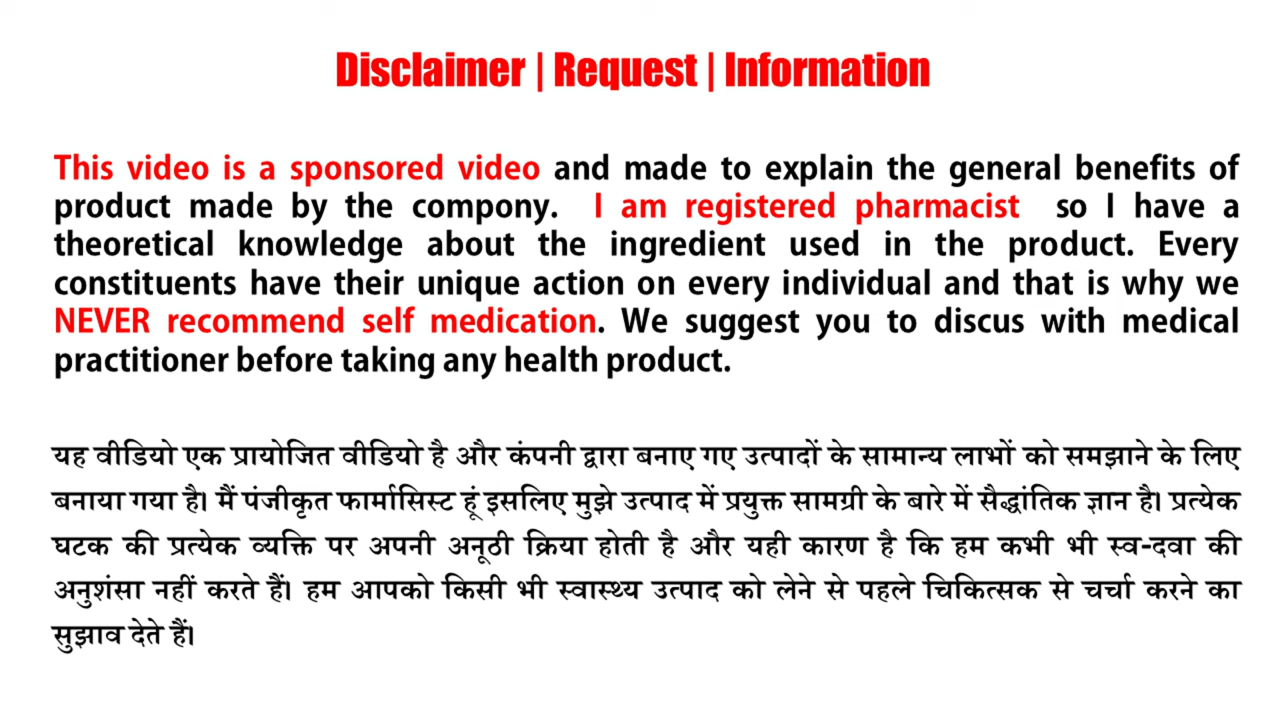 Disclaimer | Request | Information
This video is a sponsored video and made to explain the general benefits of
product made by the compony. I am registered pharmacist so I have a
theoretical knowledge about the ingredient used in the product. Every
constituents have their unique action on every individual and that is why we
NEVER recommend self medication. We suggest you to discus with medical
practitioner before taking any health product.
यह वीडियो एक प्रायोजित वीडियो है और कंपनी द्वारा बनाए गए उत्पादों के सामान्य लाभों को समझाने के लिए
बनाया गया है। मैं पंजीकृत फार्मासिस्ट हूं इसलिए मुझे उत्पाद में प्रयुक्त सामग्री के बारे में सैद्धांतिक ज्ञान है। प्रत्येक
घटक की प्रत्येक व्यक्ति पर अपनी अनूठी क्रिया होती है और यही कारण है कि हम कभी भी स्व-दवा की
अनुशंसा नहीं करते हैं। हम आपको किसी भी स्वास्थ्य उत्पाद को लेने से पहले चिकित्सक से चर्चा करने का
सुझाव देते हैं।